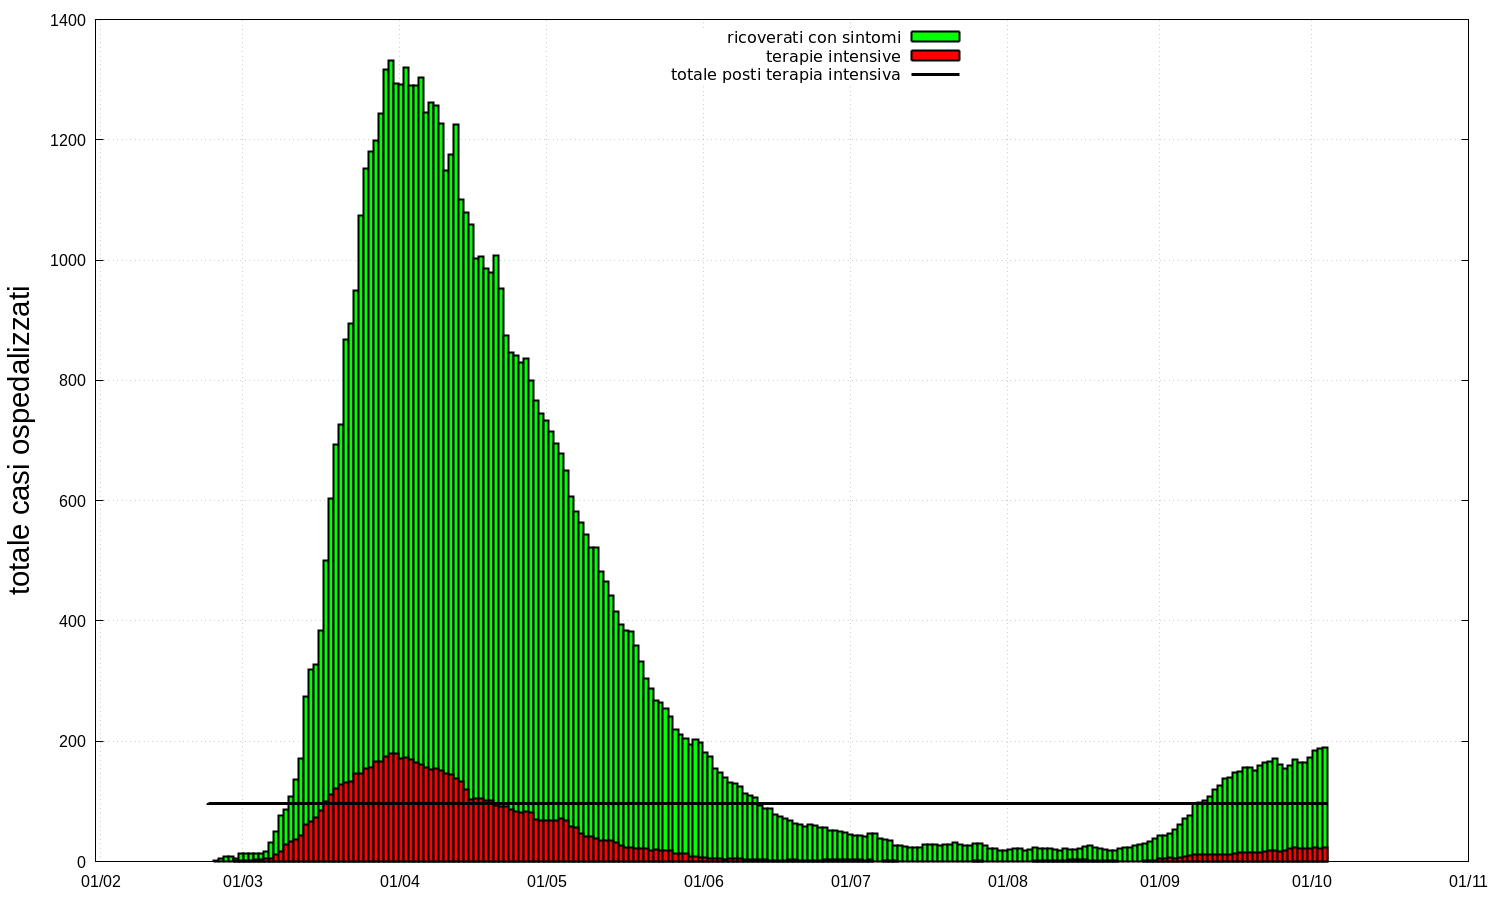 ricoverati con sintomi
terapie intensive
totale posti terapia intensiva
totale casi ospedalizzati
1400
1200
1000
800
600
400
200
0
01/02 01/03 01/04 01/05 01/06 01/07 01/08 01/09 01/10 01/11